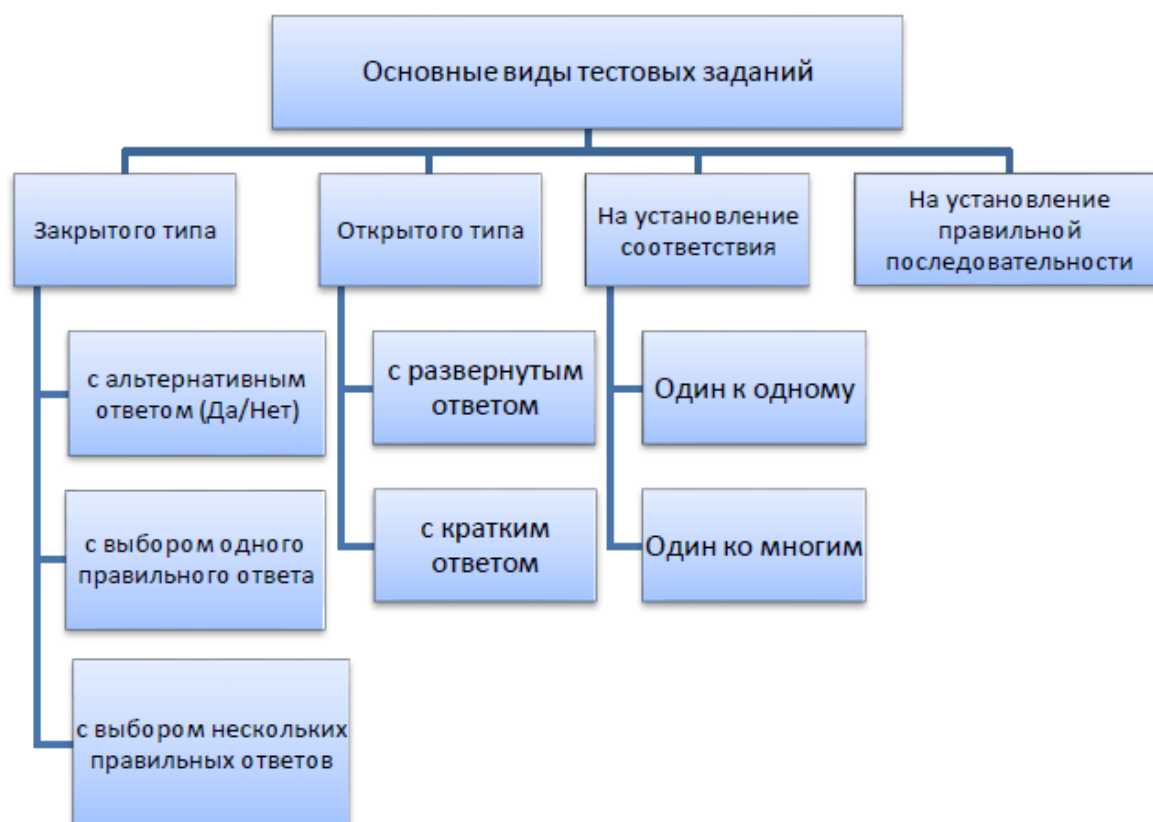 Основные виды тестовых заданий
Закрытого типа
Открытого типа
На установление
соответствия
На установление
правильной
последовательности
с альтернативным
ответом (Да/Нет)
с развернутым
ответом
Один к одному
с выбором одного
правильного ответа
с кратким
ответом
Один ко многим
с выбором нескольких
правильных ответов